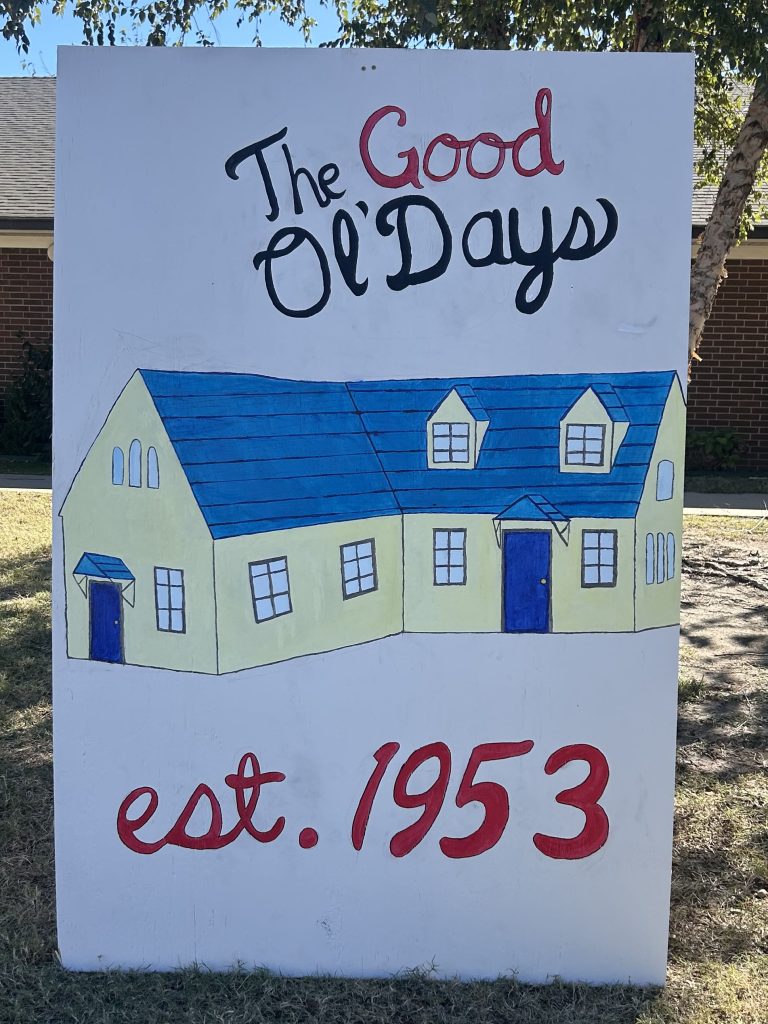 The Good
Ol' Days
est. 1953